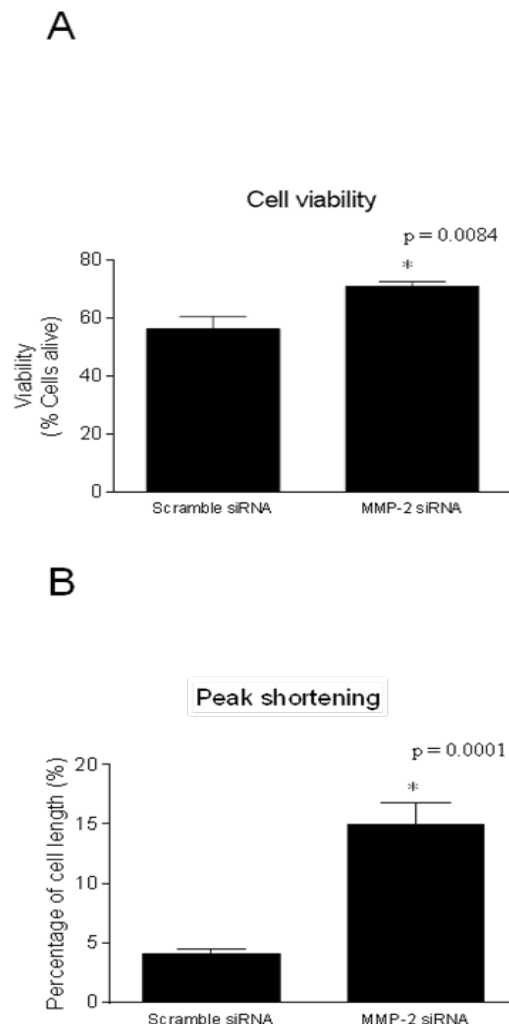 A
Cell viability
p = 0.0084
*
80
60
40
20
0
Viability
(% Cells alive)
Scramble siRNA
MMP-2 siRNA
B
Peak shortening
p = 0.0001
*
20
15
10
5
0
Percentage of cell length (%)
Scramble siRNA
MMP-2 siRNA